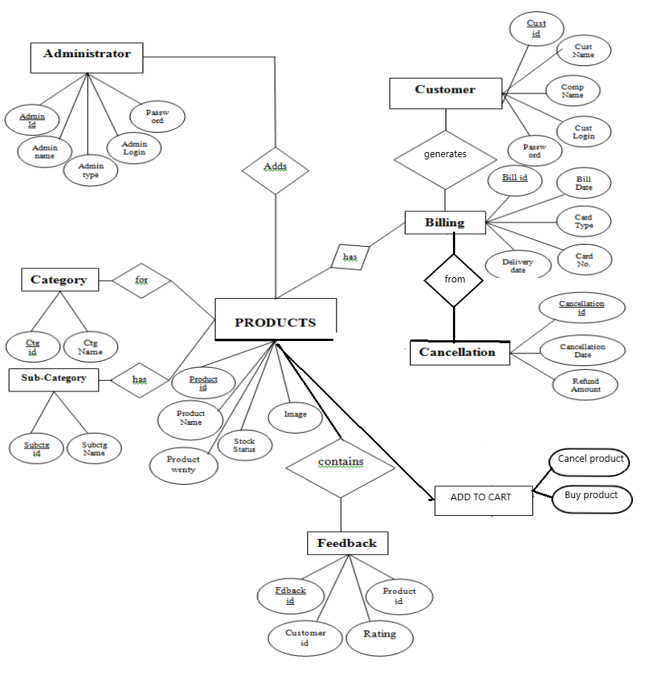 Cust
id
Cust
Name
Administrator
Customer
Comp
Name
Admin
Id
Passw
ord
Cust
Login
Admin
name
Admin
Login
Admin
type
generates
Passw
ord
Adds
Bill id
Bill
Date
Billing
Card
Type
has
Delivery
date
Card
No.
Category
for
from
PRODUCTS
Cancellation
id
Ctg
id
Ctg
Name
Cancellation
Cancellation
Date
Sub-Category
has
Product
id
Refund
Amount
Product
Name
Image
Subctg
id
Subctg
Name
Stock
Status
Product
wrnty
contains
Cancel product
ADD TO CART
Buy product
Feedback
Fdback
id
Product
id
Customer
id
Rating